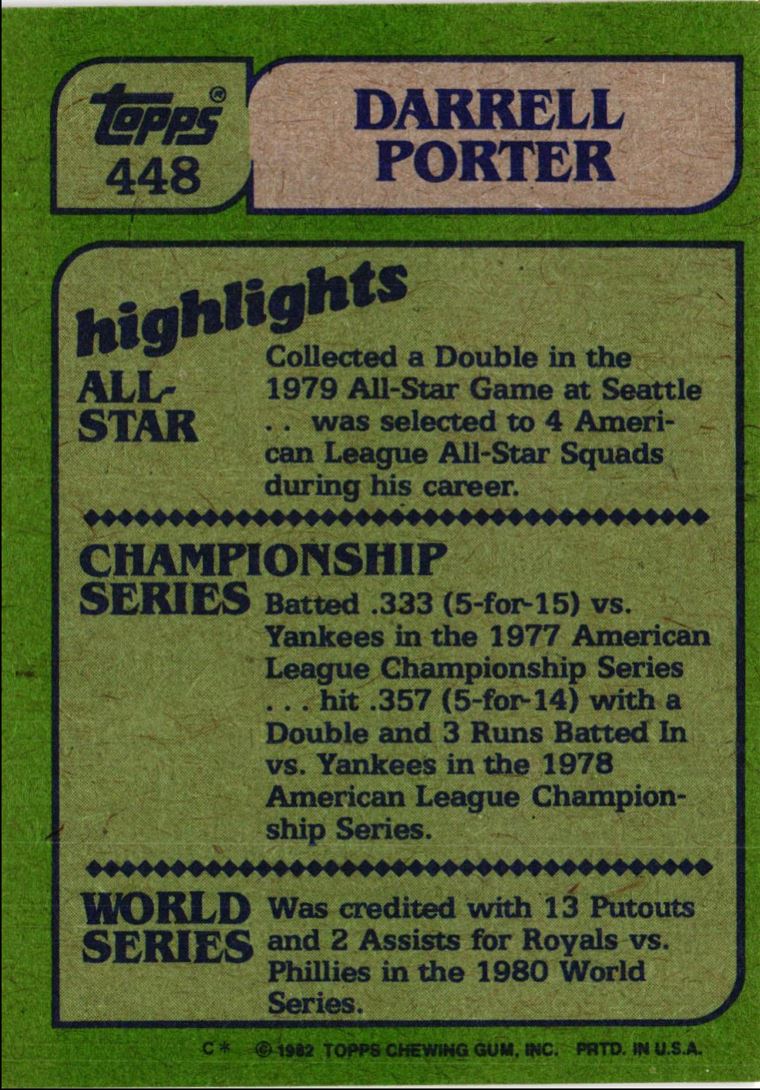 Topps®
448
DARRELL
PORTER
highlights
ALL-
STAR
Collected a Double in the
1979 All-Star Game at Seattle
. . was selected to 4 Ameri-
can League All-Star Squads
during his career.
CHAMPIONSHIP
SERIES
Batted .333 (5-for-15) vs.
Yankees in the 1977 American
League Championship Series
. . . hit .357 (5-for-14) with a
Double and 3 Runs Batted In
vs. Yankees in the 1978
American League Champion-
ship Series.
WORLD
SERIES
Was credited with 13 Putouts
and 2 Assists for Royals vs.
Phillies in the 1980 World
Series.
C* © 1982 TOPPS CHEWING GUM, INC. PRTD. IN U.S.A.